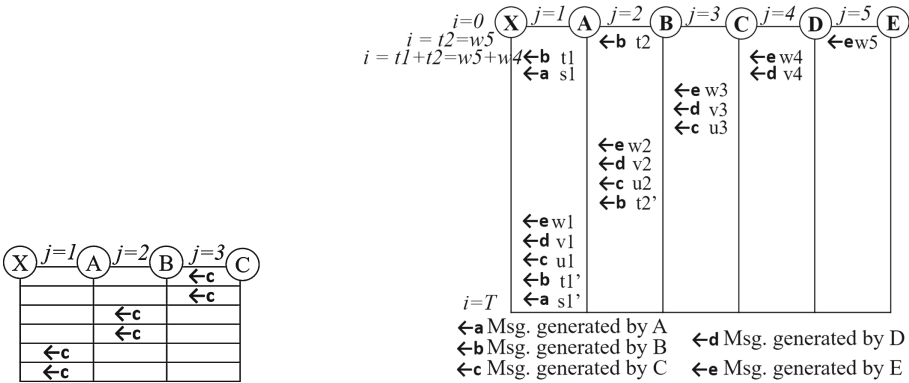 i=0 X j=1 A j=2 B j=3 C j=4 D j=5 E
i = t2=w5 ←b t2 ←e w5
i = t1+t2=w5+w4 ←b t1 ←e w4
←a s1 ←d v4
←e w3
←d v3
←c u3
←e w2
←d v2
←c u2
←b t2’
←e w1
←d v1
←c u1
←b t1’
i=T ←a s1’
X j=1 A j=2 B j=3 C
←c
←c
←c
←c
←c
←c
←a Msg. generated by A
←b Msg. generated by B
←c Msg. generated by C
←d Msg. generated by D
←e Msg. generated by E